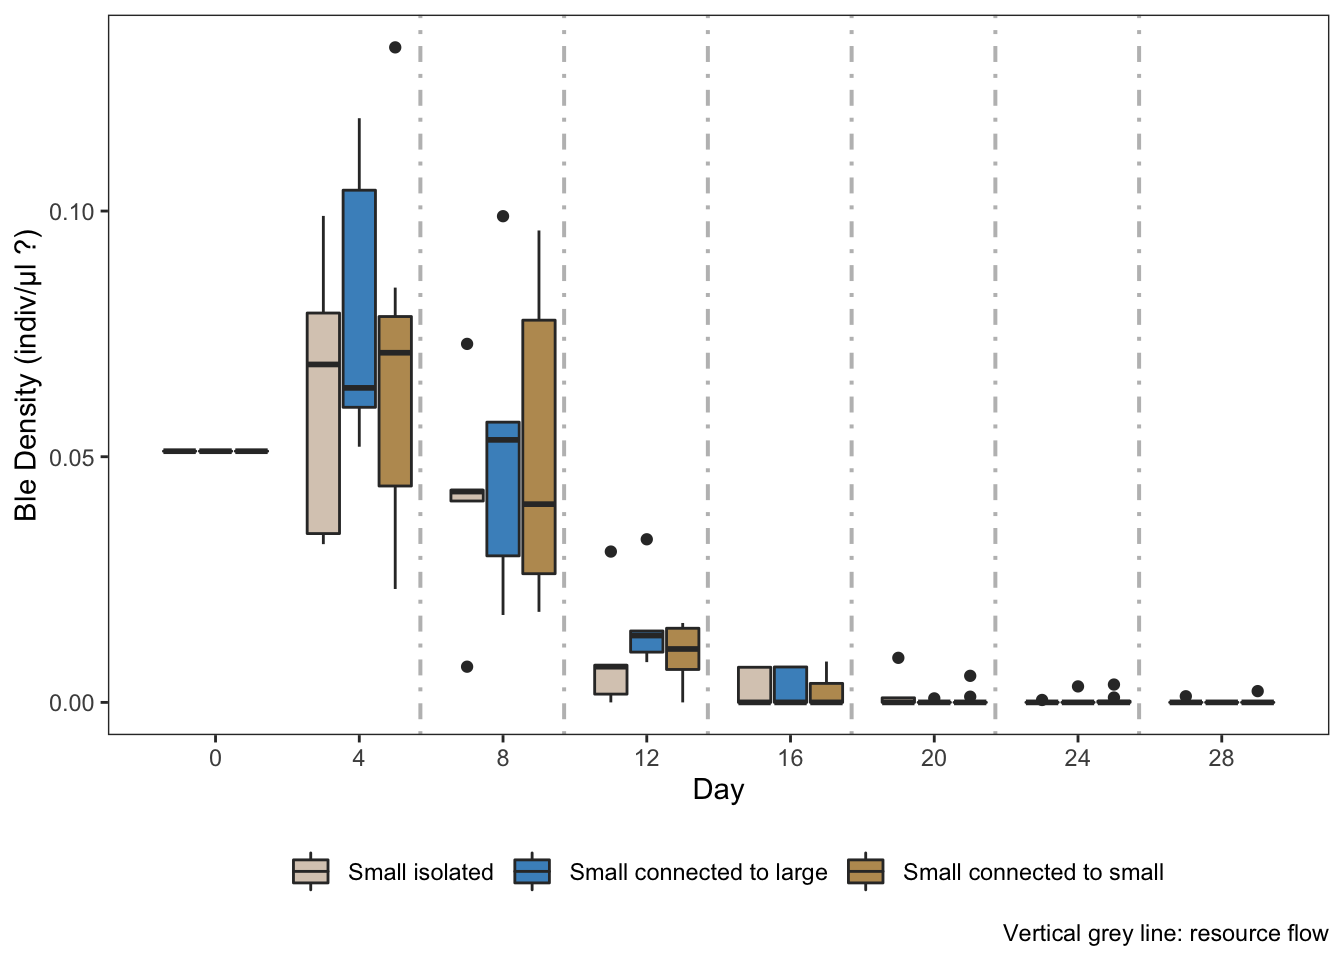 Ble Density (indiv/µl ?)
0.10
0.05
0.00
0 4 8 12 16 20 24 28
Day
Small isolated Small connected to large Small connected to small
Vertical grey line: resource flow